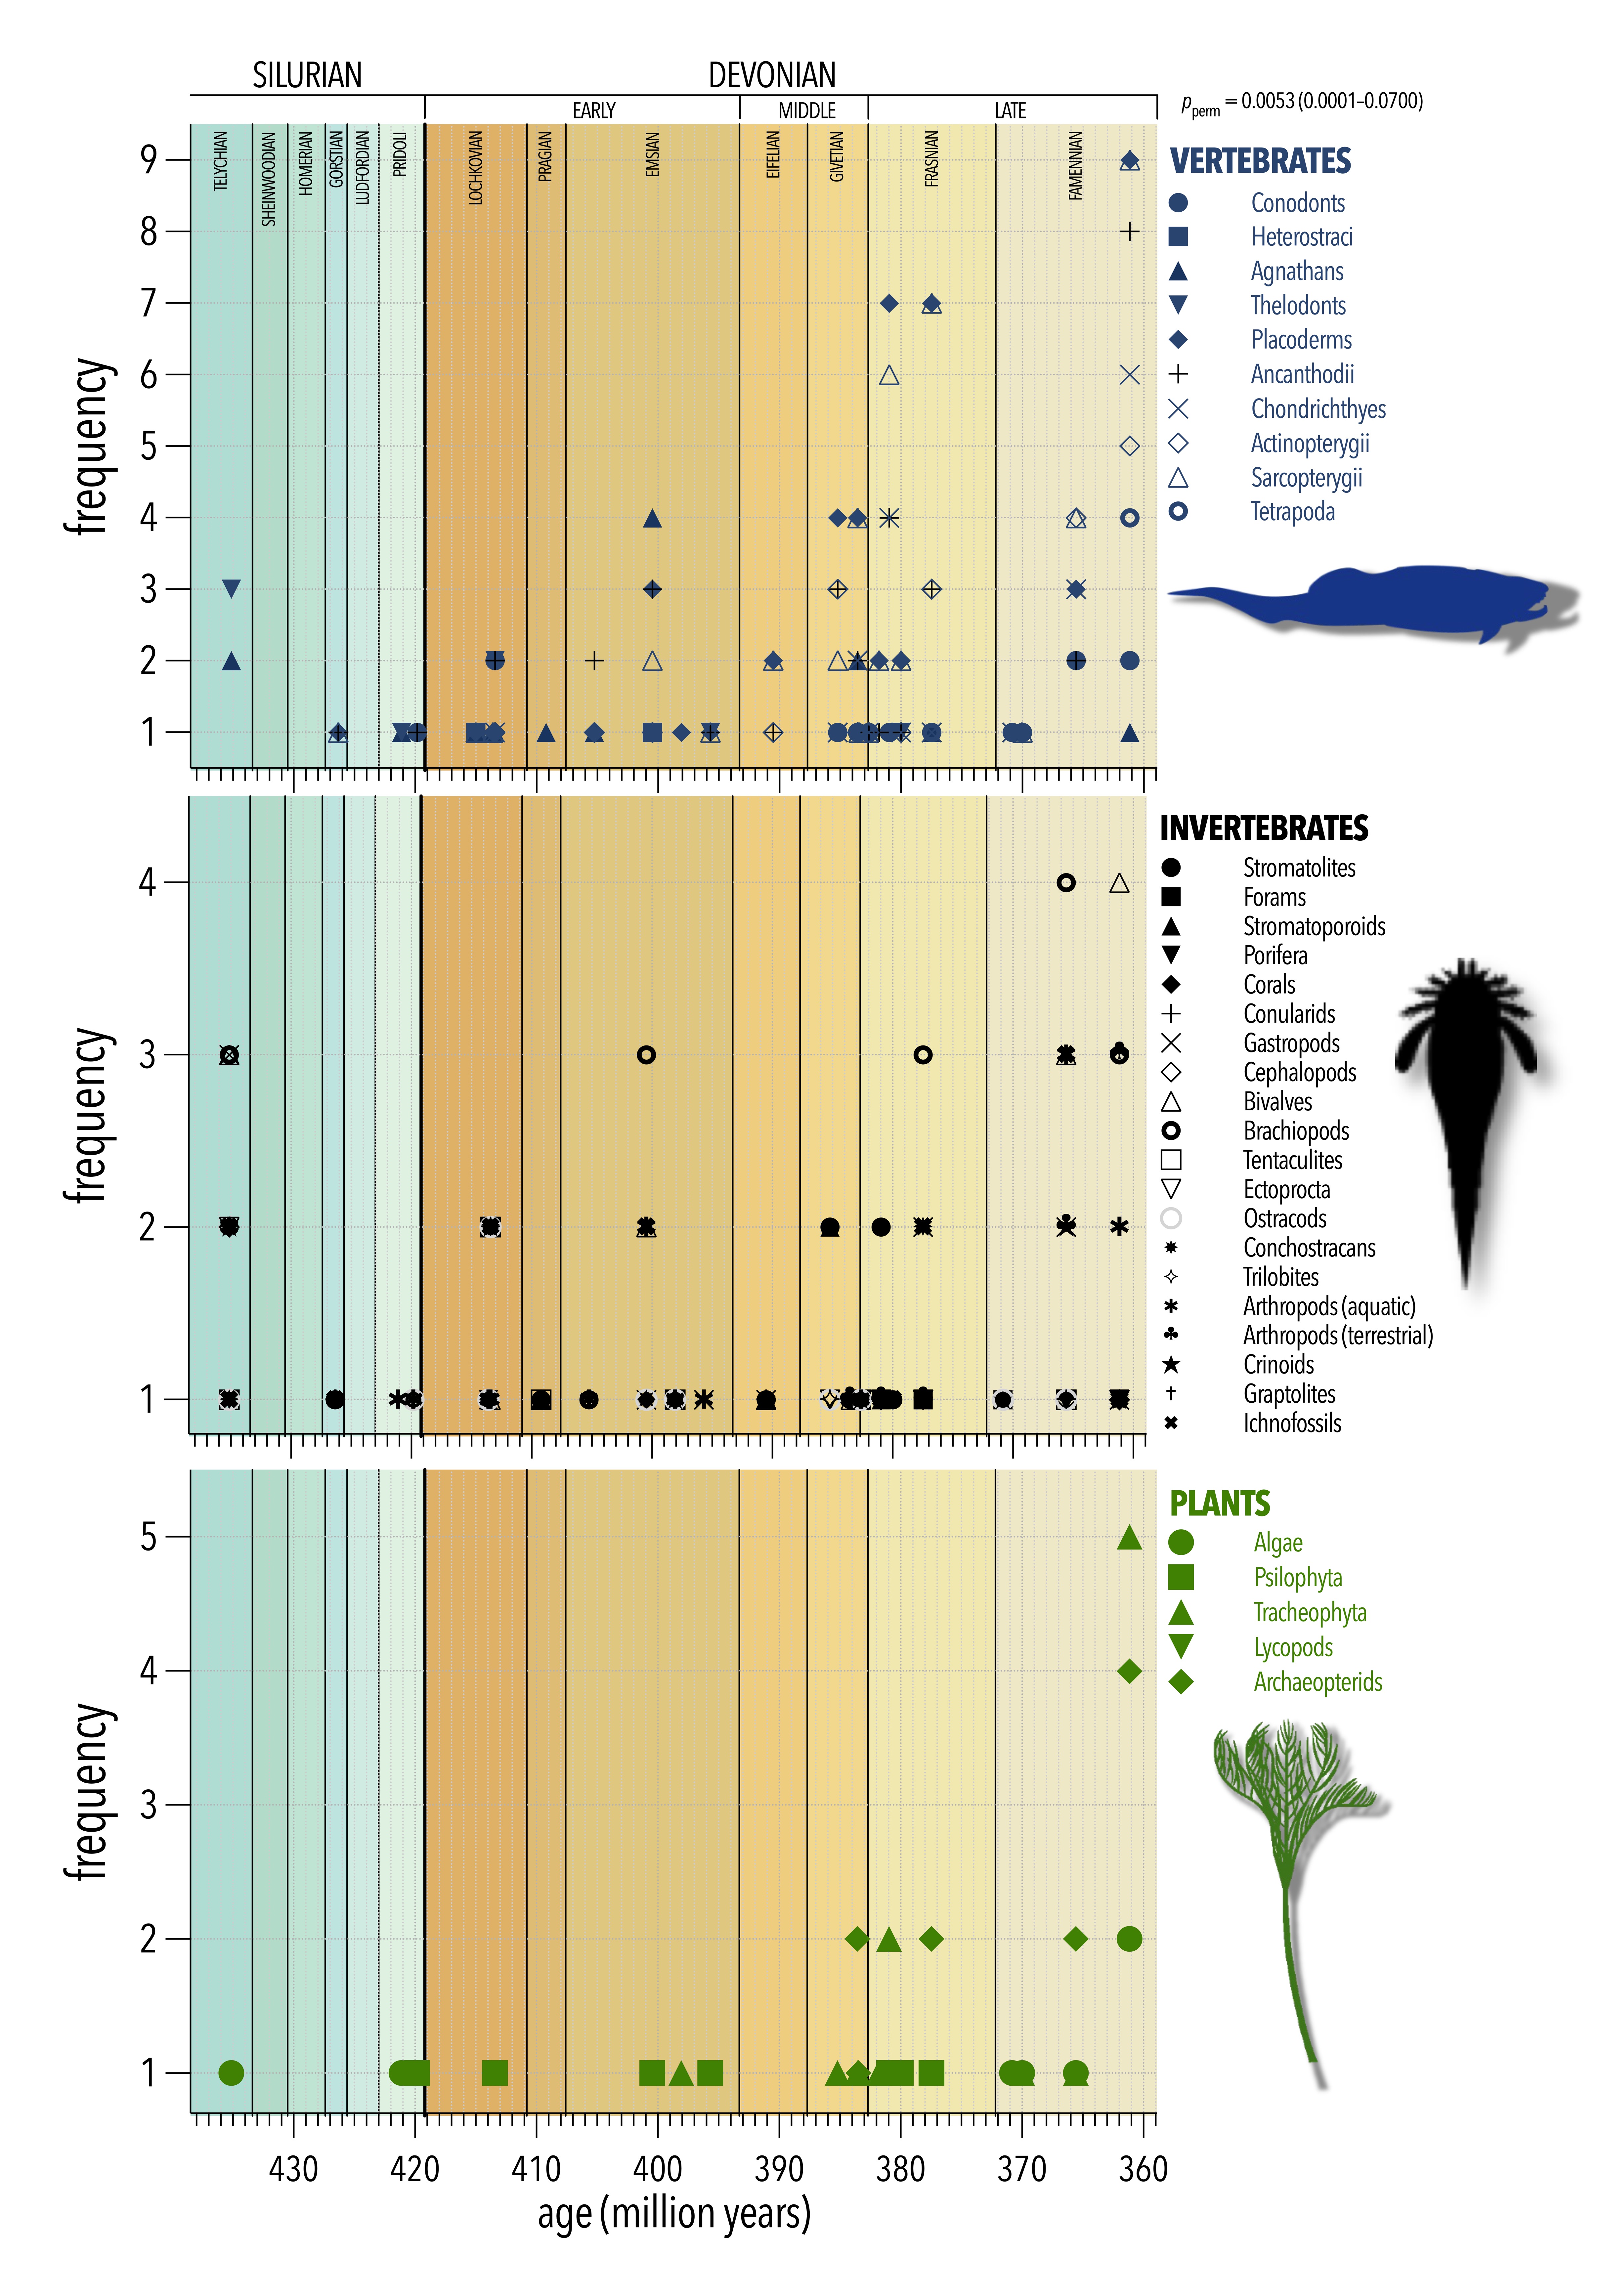 SILURIAN DEVONIAN
EARLY MIDDLE LATE
p perm = 0.0053 (0.0001–0.0700)
TELYCHIAN
SHEINWOODIAN
HOMERIAN
GORSTIAN
LUDFORDIAN
PRIDOLI
LOCHKOVIAN
PRAGIAN
EMSIAN
EIFELIAN
GIVETIAN
FRASNIAN
FAMENNIAN
frequency
9
8
7
6
5
4
3
2
1
VERTEBRATES
Conodonts
Heterostraci
Agnathans
Thelodonts
Placoderms
Ancanthodii
Chondrichthyes
Actinopterygii
Sarcopterygii
Tetrapoda
frequency
4
3
2
1
INVERTEBRATES
Stromatolites
Forams
Stromatoporoids
Porifera
Corals
Conularids
Gastropods
Cephalopods
Bivalves
Brachiopods
Tentaculites
Ectoprocta
Ostracods
Conchostracans
Trilobites
Arthropods (aquatic)
Arthropods (terrestrial)
Crinoids
Graptolites
Ichnofossils
frequency
5
4
3
2
1
PLANTS
Algae
Psilophyta
Tracheophyta
Lycopods
Archaeopterids
430 420 410 400 390 380 370 360
age (million years)